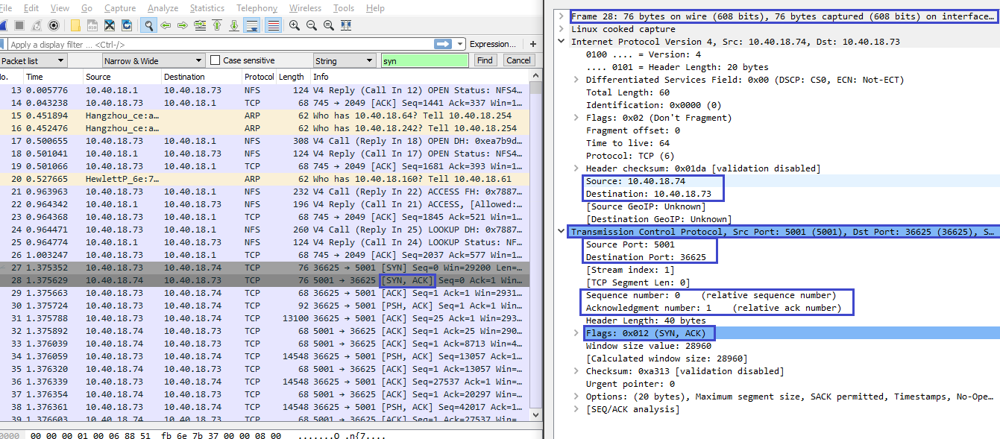 File Edit View Go Capture Analyze Statistics Telephony Wireless Tools Help
Apply a display filter ... <Ctrl-/> Expression... +
Packet list Narrow & Wide Case sensitive String syn Find Cancel
No. Time Source Destination Protocol Length Info
13 0.005776 10.40.18.1 10.40.18.73 NFS 124 V4 Reply (Call In 12) OPEN Status: NFS4…
14 0.043238 10.40.18.73 10.40.18.1 TCP 68 745 → 2049 [ACK] Seq=1441 Ack=337 Win=1…
15 0.451894 Hangzhou_ce:a… ARP 62 Who has 10.40.18.64? Tell 10.40.18.254
16 0.452476 Hangzhou_ce:a… ARP 62 Who has 10.40.18.242? Tell 10.40.18.254
17 0.500655 10.40.18.73 10.40.18.1 NFS 308 V4 Call (Reply In 18) OPEN DH: 0xea7b9d…
18 0.501041 10.40.18.1 10.40.18.73 NFS 124 V4 Reply (Call In 17) OPEN Status: NFS4…
19 0.501066 10.40.18.73 10.40.18.1 TCP 68 745 → 2049 [ACK] Seq=1681 Ack=393 Win=1…
20 0.527665 HewlettP_6e:7… ARP 62 Who has 10.40.18.160? Tell 10.40.18.61
21 0.963963 10.40.18.73 10.40.18.1 NFS 232 V4 Call (Reply In 22) ACCESS FH: 0x7887…
22 0.964342 10.40.18.1 10.40.18.73 NFS 196 V4 Reply (Call In 21) ACCESS, [Allowed:…
23 0.964368 10.40.18.73 10.40.18.1 TCP 68 745 → 2049 [ACK] Seq=1845 Ack=521 Win=1…
24 0.964471 10.40.18.73 10.40.18.1 NFS 260 V4 Call (Reply In 25) LOOKUP DH: 0x7887…
25 0.964774 10.40.18.1 10.40.18.73 NFS 124 V4 Reply (Call In 24) LOOKUP Status: NF…
26 1.003247 10.40.18.73 10.40.18.1 TCP 68 745 → 2049 [ACK] Seq=2037 Ack=577 Win=1…
27 1.375352 10.40.18.73 10.40.18.74 TCP 76 36625 → 5001 [SYN] Seq=0 Win=29200 Len=…
28 1.375629 10.40.18.74 10.40.18.73 TCP 76 5001 → 36625 [SYN, ACK] Seq=0 Ack=1 Win=…
29 1.375663 10.40.18.73 10.40.18.74 TCP 68 36625 → 5001 [ACK] Seq=1 Ack=1 Win=2931…
30 1.375724 10.40.18.73 10.40.18.74 TCP 92 36625 → 5001 [PSH, ACK] Seq=1 Ack=1 Win…
31 1.375788 10.40.18.73 10.40.18.74 TCP 13100 36625 → 5001 [ACK] Seq=25 Ack=1 Win=293…
32 1.375892 10.40.18.74 10.40.18.73 TCP 68 5001 → 36625 [ACK] Seq=1 Ack=25 Win=290…
33 1.376039 10.40.18.74 10.40.18.73 TCP 68 5001 → 36625 [ACK] Seq=1 Ack=8713 Win=4…
34 1.376059 10.40.18.73 10.40.18.74 TCP 14548 36625 → 5001 [PSH, ACK] Seq=13057 Ack=1…
35 1.376320 10.40.18.74 10.40.18.73 TCP 68 5001 → 36625 [ACK] Seq=1 Ack=13057 Win=…
36 1.376339 10.40.18.73 10.40.18.74 TCP 14548 36625 → 5001 [ACK] Seq=27537 Ack=1 Win=…
37 1.376354 10.40.18.74 10.40.18.73 TCP 68 5001 → 36625 [ACK] Seq=1 Ack=20297 Win=…
38 1.376361 10.40.18.73 10.40.18.74 TCP 14548 36625 → 5001 [PSH, ACK] Seq=42017 Ack=1…
39 1.376603 10.40.18.74 10.40.18.73 TCP 68 5001 → 36625 [ACK] Seq=1 Ack=27537 Win=…
0000 00 00 00 01 00 06 88 51 fb 6e 7b 37 00 00 08 00 .......Q .n{7....
Frame 28: 76 bytes on wire (608 bits), 76 bytes captured (608 bits) on interface…
Linux cooked capture
Internet Protocol Version 4, Src: 10.40.18.74, Dst: 10.40.18.73
0100 .... = Version: 4
.... 0101 = Header Length: 20 bytes
Differentiated Services Field: 0x00 (DSCP: CS0, ECN: Not-ECT)
Total Length: 60
Identification: 0x0000 (0)
Flags: 0x02 (Don't Fragment)
Fragment offset: 0
Time to live: 64
Protocol: TCP (6)
Header checksum: 0x01da [validation disabled]
Source: 10.40.18.74
Destination: 10.40.18.73
[Source GeoIP: Unknown]
[Destination GeoIP: Unknown]
Transmission Control Protocol, Src Port: 5001 (5001), Dst Port: 36625 (36625), S…
Source Port: 5001
Destination Port: 36625
[Stream index: 1]
[TCP Segment Len: 0]
Sequence number: 0 (relative sequence number)
Acknowledgment number: 1 (relative ack number)
Header Length: 40 bytes
Flags: 0x012 (SYN, ACK)
Window size value: 28960
[Calculated window size: 28960]
Checksum: 0xa313 [validation disabled]
Urgent pointer: 0
Options: (20 bytes), Maximum segment size, SACK permitted, Timestamps, No-Ope…
[SEQ/ACK analysis]